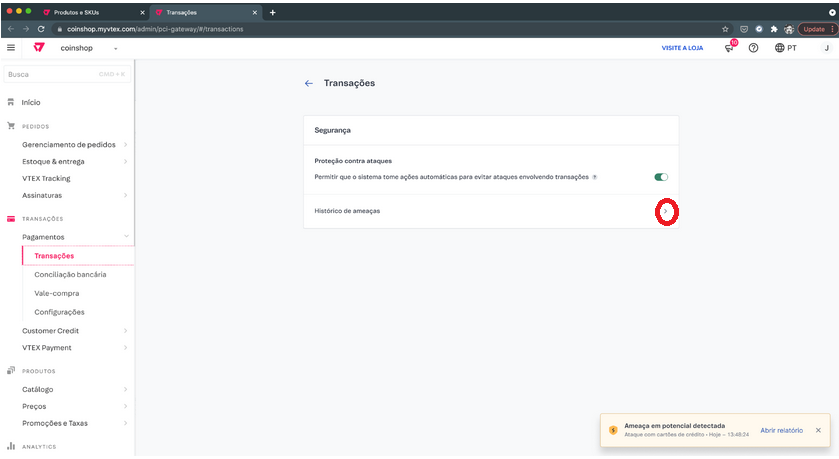 Produtos e SKUs
Transações
coinshop.myvtex.com/admin/pci-gateway/#/transactions
Update
coinshop
VISITE A LOJA
10
PT
J
Busca
CMD + K
Início
PEDIDOS
Gerenciamento de pedidos
Estoque & entrega
VTEX Tracking
Assinaturas
TRANSAÇÕES
Pagamentos
Transações
Conciliação bancária
Vale-compra
Configurações
Customer Credit
VTEX Payment
PRODUTOS
Catálogo
Preços
Promoções e Taxas
ANALYTICS
Transações
Segurança
Proteção contra ataques
Permitir que o sistema tome ações automáticas para evitar ataques envolvendo transações
Histórico de ameaças
Ameaça em potencial detectada
Ataque com cartões de crédito • Hoje – 13:48:24
Abrir relatório